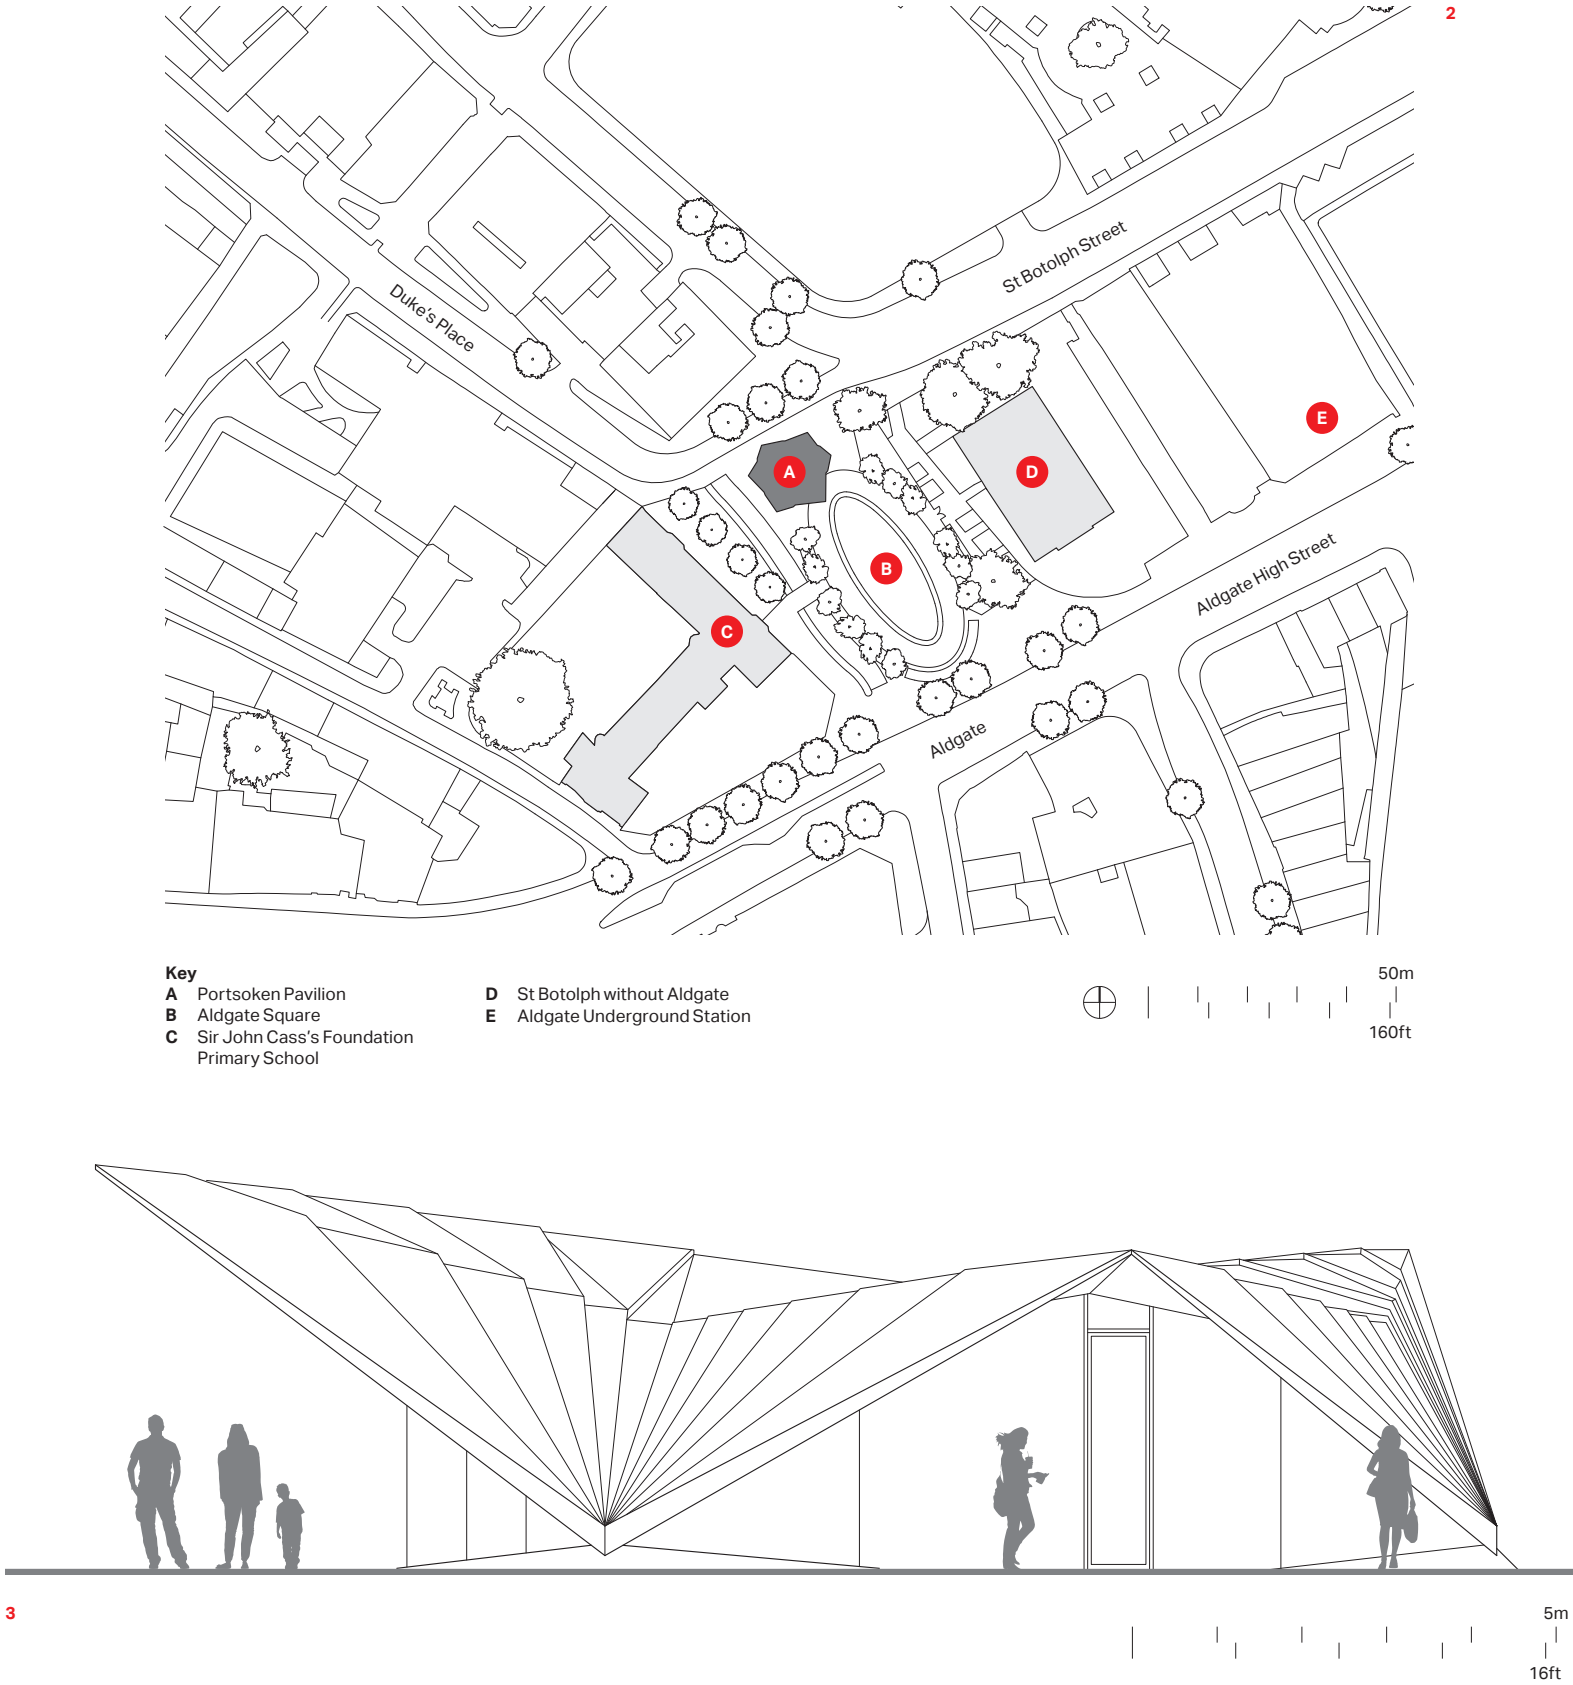 2
St Botolph Street
Duke's Place
E
A
D
B
Aldgate High Street
C
Aldgate
Key
A Portsoken Pavilion
B Aldgate Square
C Sir John Cass's Foundation
Primary School
D St Botolph without Aldgate
E Aldgate Underground Station
50m
160ft
3
5m
16ft